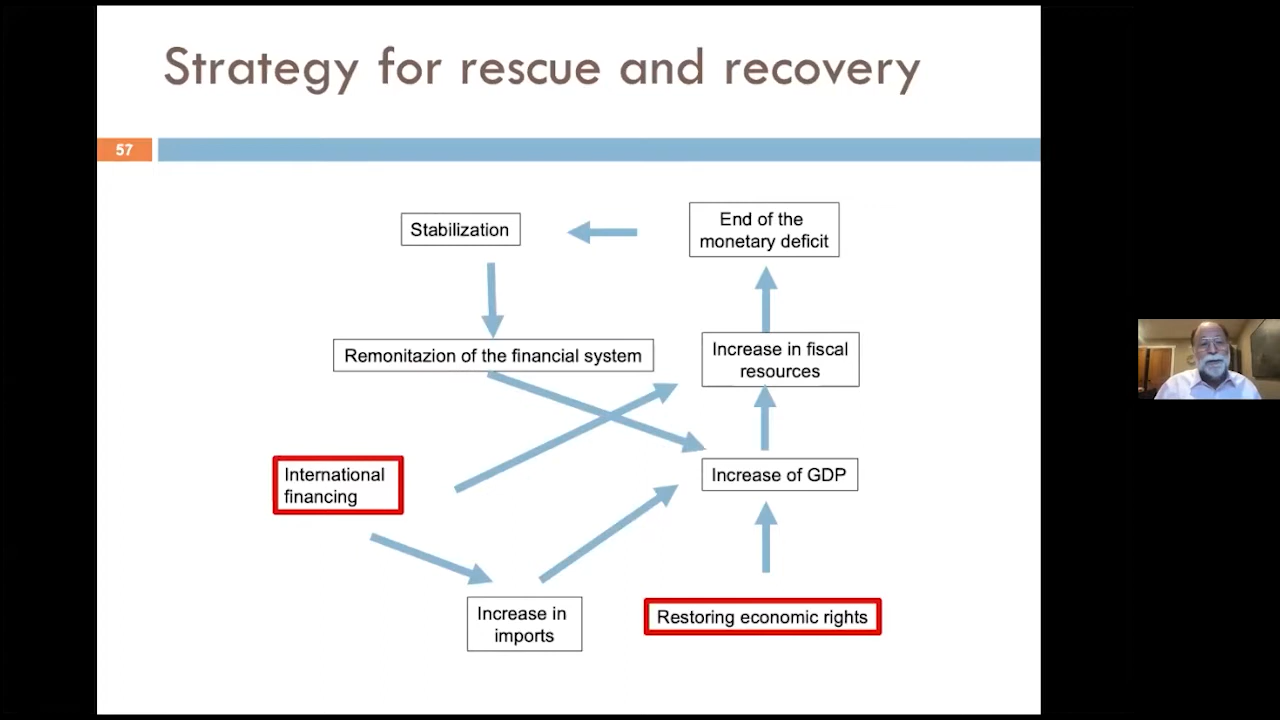 Strategy for rescue and recovery
57
Stabilization
End of the
monetary deficit
Remonitazion of the financial system
Increase in fiscal
resources
International
financing
Increase of GDP
Increase in
imports
Restoring economic rights